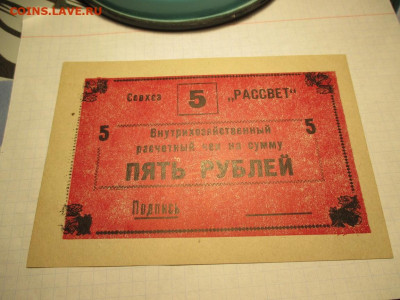 COINS.LAVE.RU
Совхоз 5 „РАССВЕТ"
5 Внутрихозяйственный 5
расчетный чек на сумму
ПЯТЬ РУБЛЕЙ
Подпись